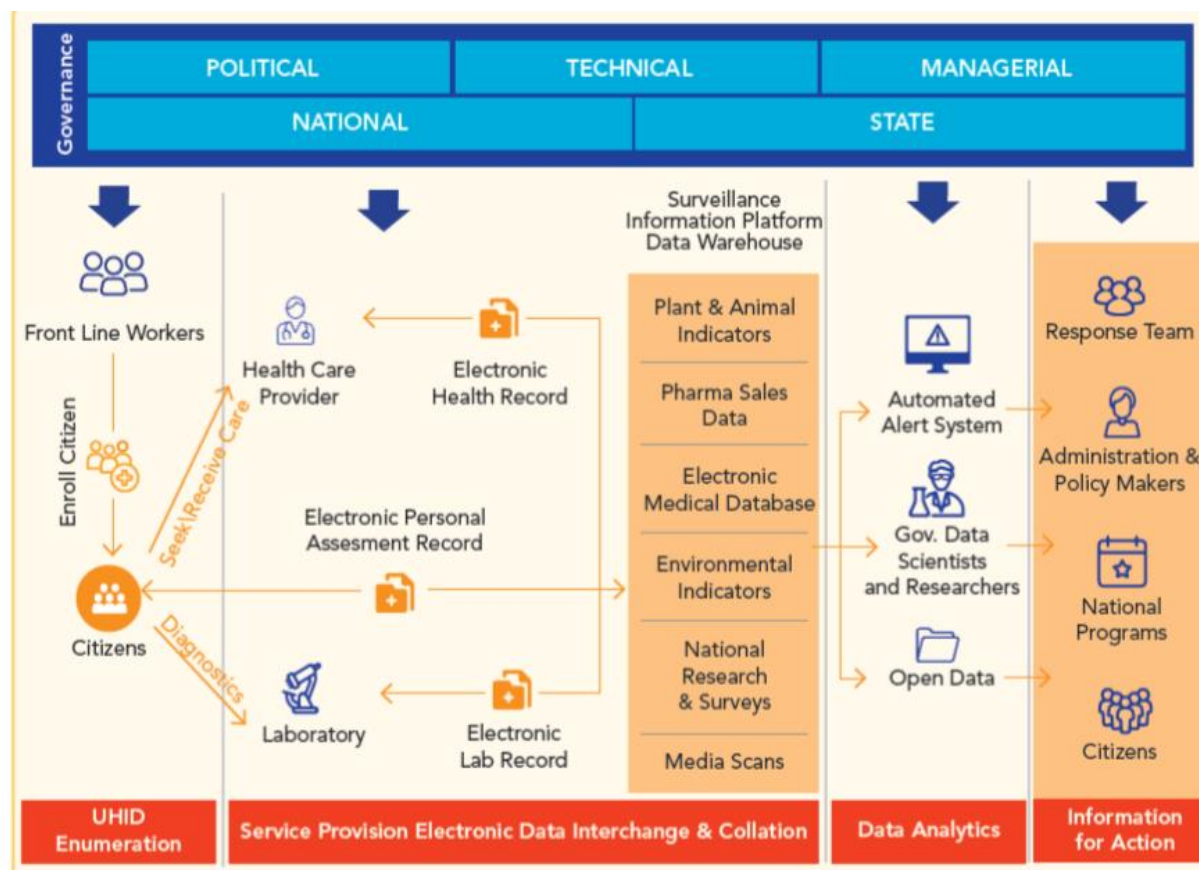 Governance
POLITICAL
TECHNICAL
MANAGERIAL
NATIONAL
STATE
Front Line Workers
Enroll Citizen
Citizens
Seek\Receive Care
Diagnostics
Health Care
Provider
Electronic
Health Record
Electronic Personal
Assesment Record
Laboratory
Electronic
Lab Record
Surveillance
Information Platform
Data Warehouse
Plant & Animal
Indicators
Pharma Sales
Data
Electronic
Medical Database
Environmental
Indicators
National
Research
& Surveys
Media Scans
Automated
Alert System
Gov. Data
Scientists
and Researchers
Open Data
Response Team
Administration &
Policy Makers
National
Programs
Citizens
UHID
Enumeration
Service Provision Electronic Data Interchange & Collation
Data Analytics
Information
for Action